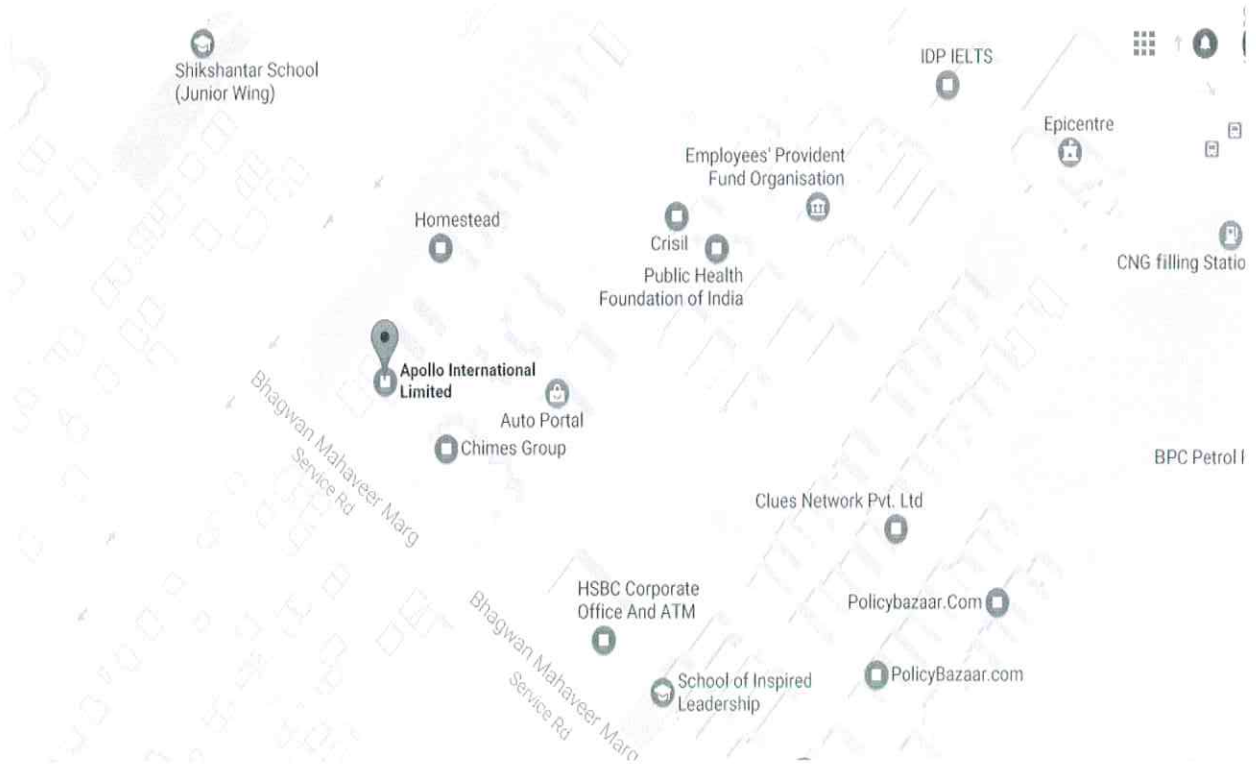 Shikshantar School
(Junior Wing)
IDP IELTS
Epicentre
Employees' Provident
Fund Organisation
Homestead
Crisil
Public Health
Foundation of India
CNG filling Statio
Apollo International
Limited
Auto Portal
Chimes Group
Bhagwan Mahaveer Marg
Service Rd
BPC Petrol
Clues Network Pvt. Ltd
HSBC Corporate
Office And ATM
Policybazaar.Com
Bhagwan Mahaveer Marg
Service Rd
School of Inspired
Leadership
PolicyBazaar.com